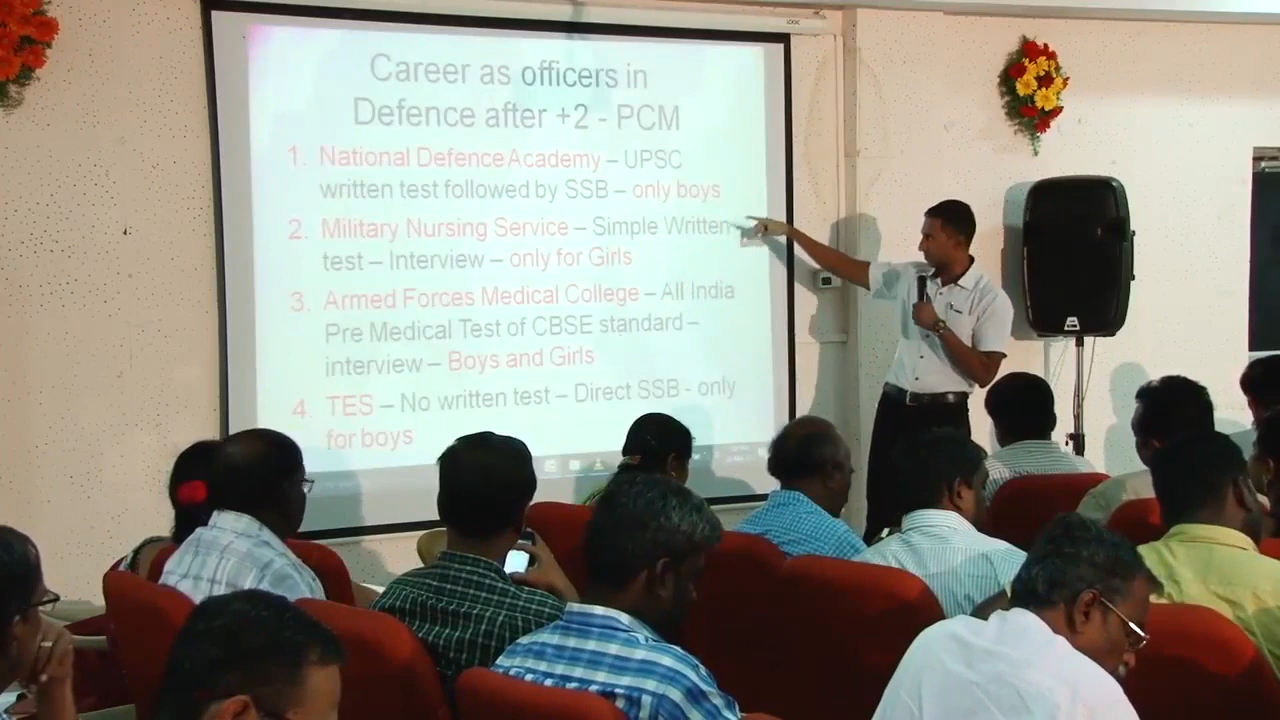 Career as officers in
Defence after +2 - PCM
1. National Defence Academy – UPSC
written test followed by SSB – only boys
2. Military Nursing Service – Simple Written
test – Interview – only for Girls
3. Armed Forces Medical College – All India
Pre Medical Test of CBSE standard –
interview – Boys and Girls
4. TES – No written test – Direct SSB - only
for boys